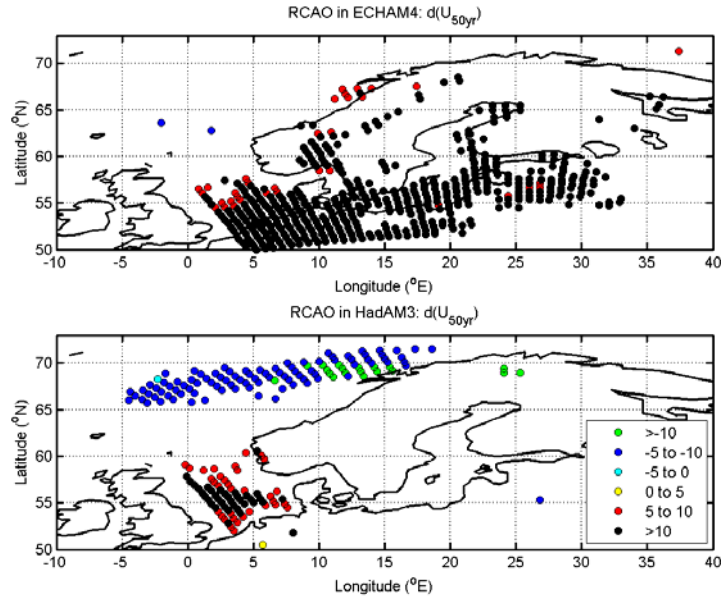 RCAO in ECHAM4: d(U50yr)
70
65
60
55
50
Latitude (°N)
-10 -5 0 5 10 15 20 25 30 35 40
Longitude (°E)
RCAO in HadAM3: d(U50yr)
70
65
60
55
50
Latitude (°N)
-10 -5 0 5 10 15 20 25 30 35 40
Longitude (°E)
>-10
-5 to -10
-5 to 0
0 to 5
5 to 10
>10